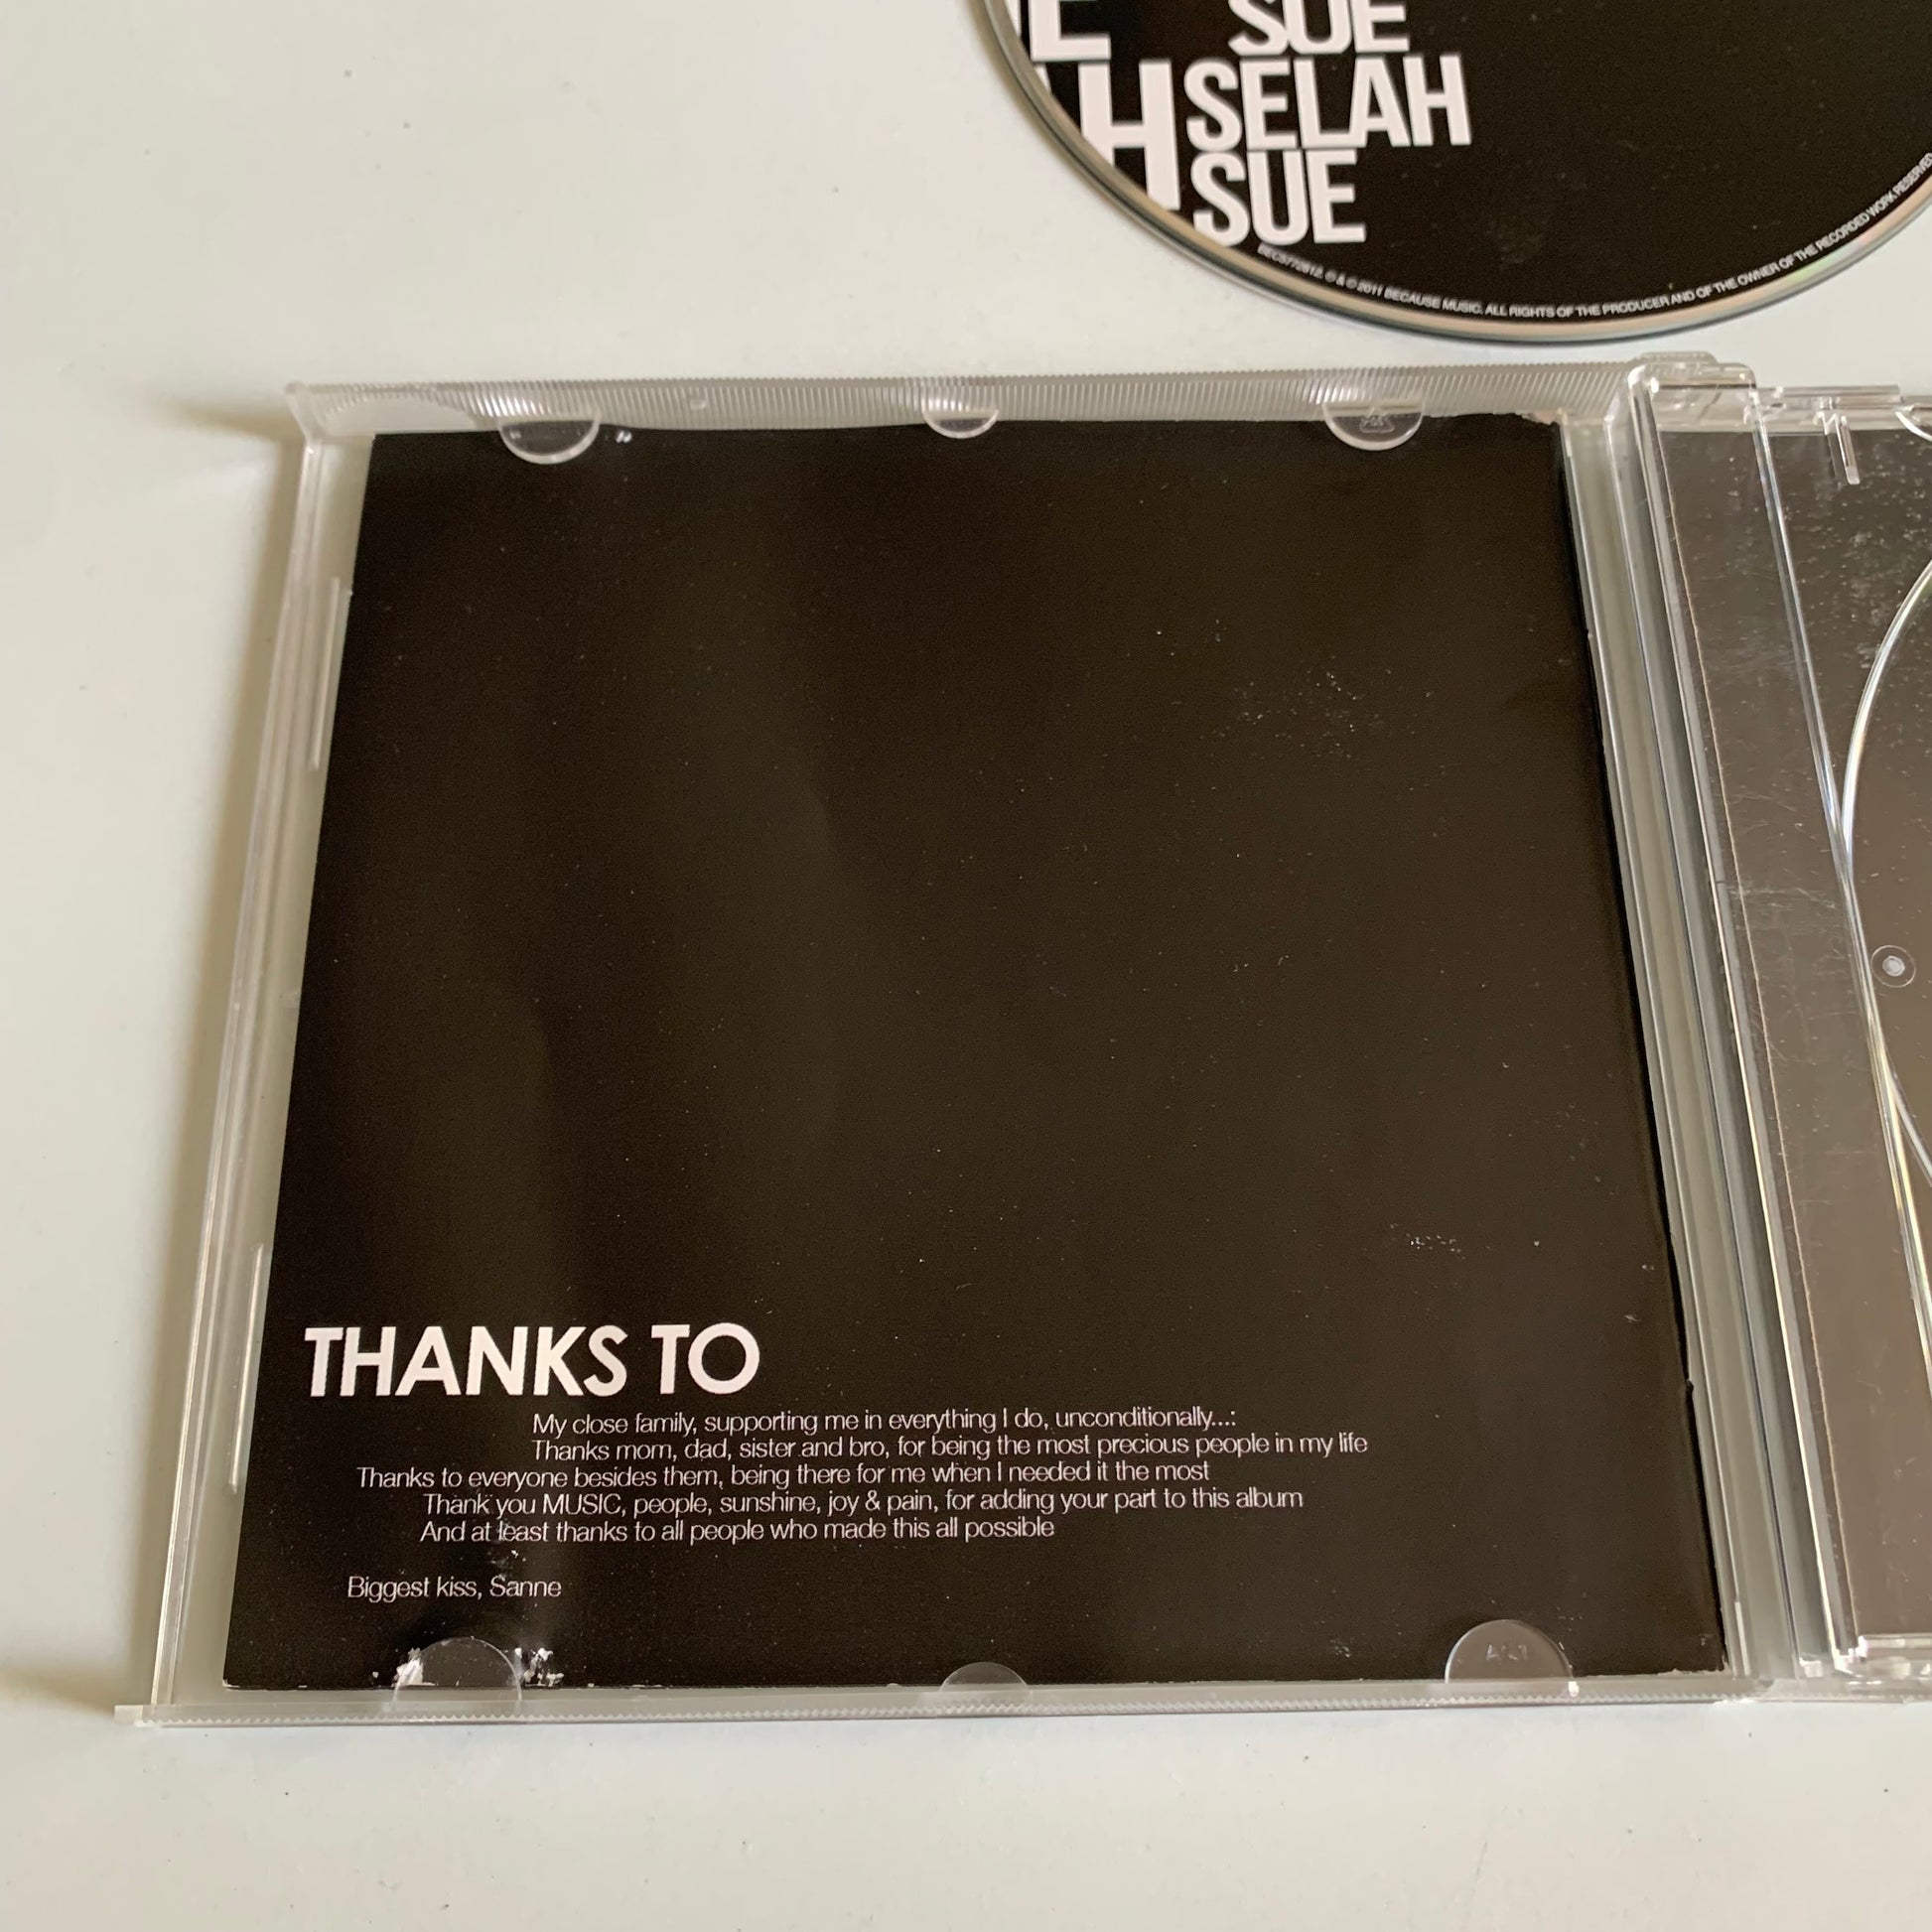 SUE
SELAH
SUE
BEC5772812. ℗ & © 2011 BECAUSE MUSIC. ALL RIGHTS OF THE PRODUCER AND OF THE OWNER OF THE RECORDED WORK RESERVED
THANKS TO
My close family, supporting me in everything I do, unconditionally...:
Thanks mom, dad, sister and bro, for being the most precious people in my life
Thanks to everyone besides them, being there for me when I needed it the most
Thank you MUSIC, people, sunshine, joy & pain, for adding your part to this album
And at least thanks to all people who made this all possible
Biggest kiss, Sanne